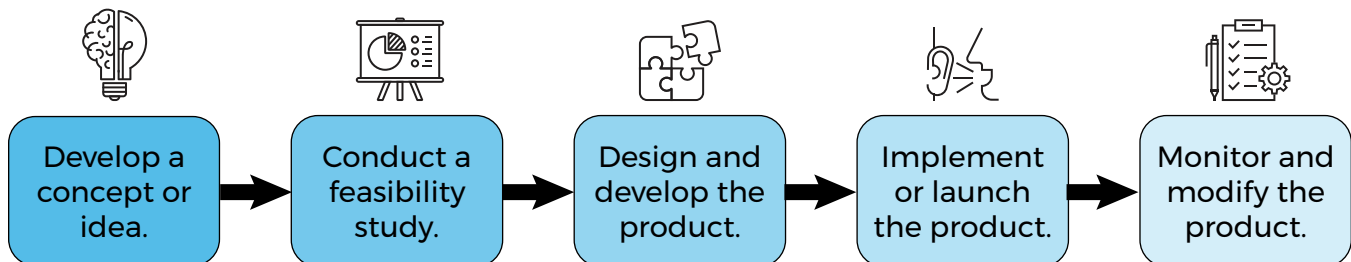 Develop a
concept or
idea.
Conduct a
feasibility
study.
Design and
develop the
product.
Implement
or launch
the product.
Monitor and
modify the
product.